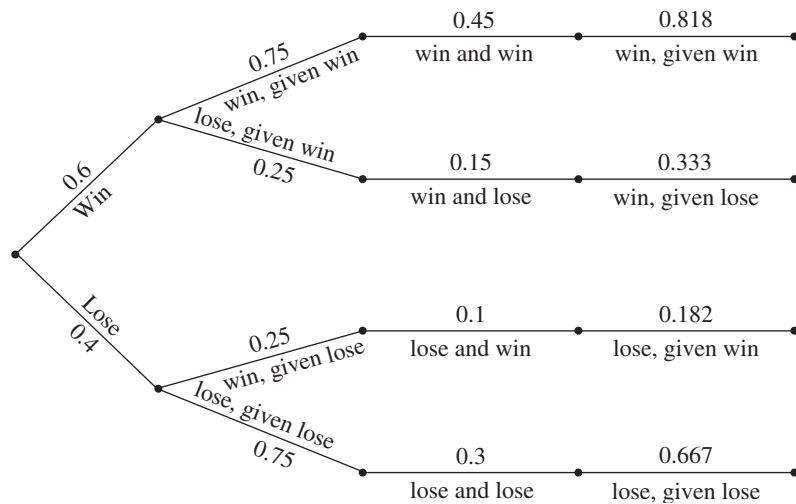 0.6
Win
0.75
win, given win
lose, given win
0.25
0.45
win and win
0.818
win, given win
0.15
win and lose
0.333
win, given lose
Lose
0.4
0.25
win, given lose
lose, given lose
0.75
0.1
lose and win
0.182
lose, given win
0.3
lose and lose
0.667
lose, given lose